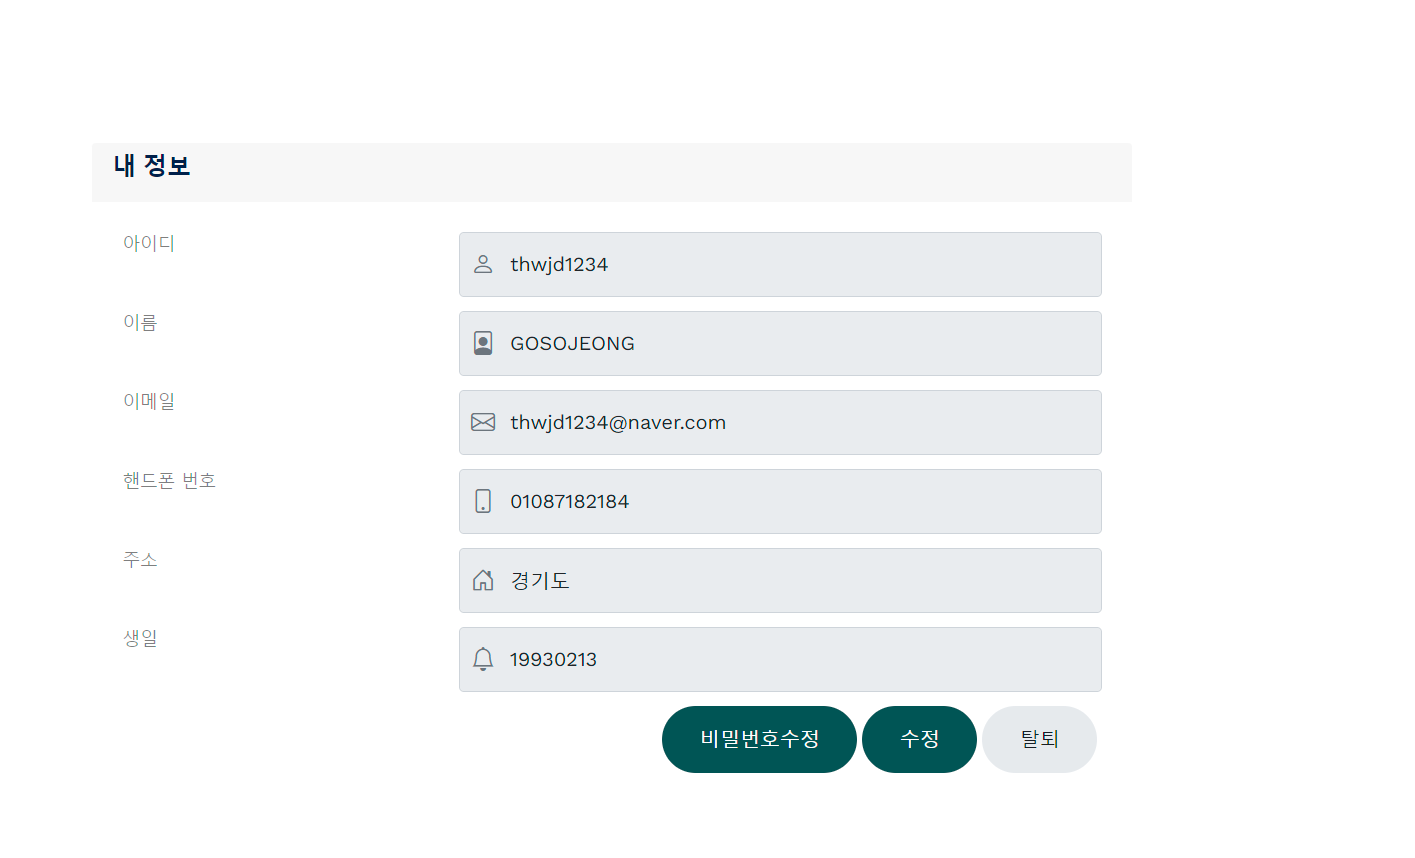 내 정보
아이디
thwjd1234
이름
GOSOJEONG
이메일
thwjd1234@naver.com
핸드폰 번호
01087182184
주소
경기도
생일
19930213
비밀번호수정 수정 탈퇴